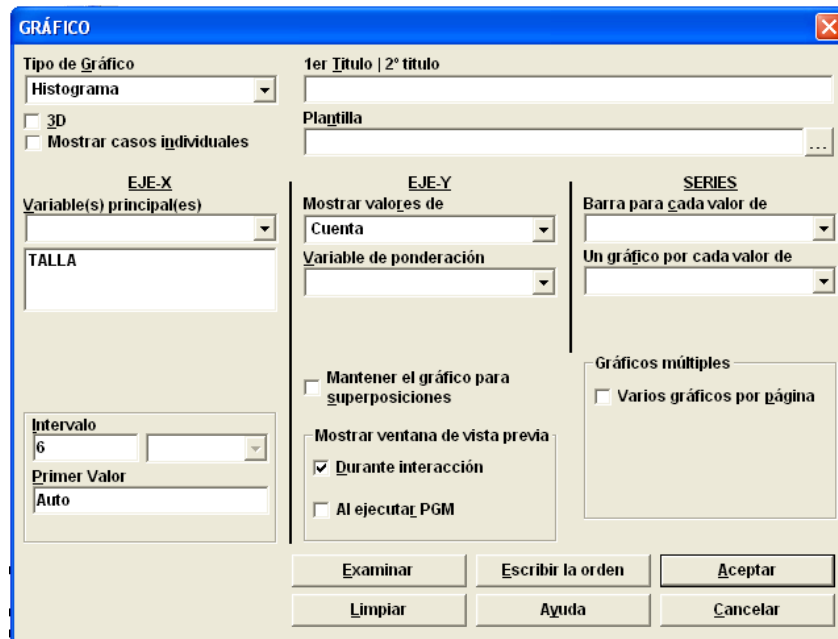 GRÁFICO
Tipo de Gráfico
Histograma
3D
Mostrar casos individuales
1er Titulo | 2º titulo
Plantilla
...
EJE-X
Variable(s) principal(es)
TALLA
EJE-Y
Mostrar valores de
Cuenta
Variable de ponderación
SERIES
Barra para cada valor de
Un gráfico por cada valor de
Intervalo
6
Primer Valor
Auto
Mantener el gráfico para
superposiciones
Mostrar ventana de vista previa
Durante interacción
Al ejecutar PGM
Gráficos múltiples
Varios gráficos por página
Examinar
Escribir la orden
Aceptar
Limpiar
Ayuda
Cancelar